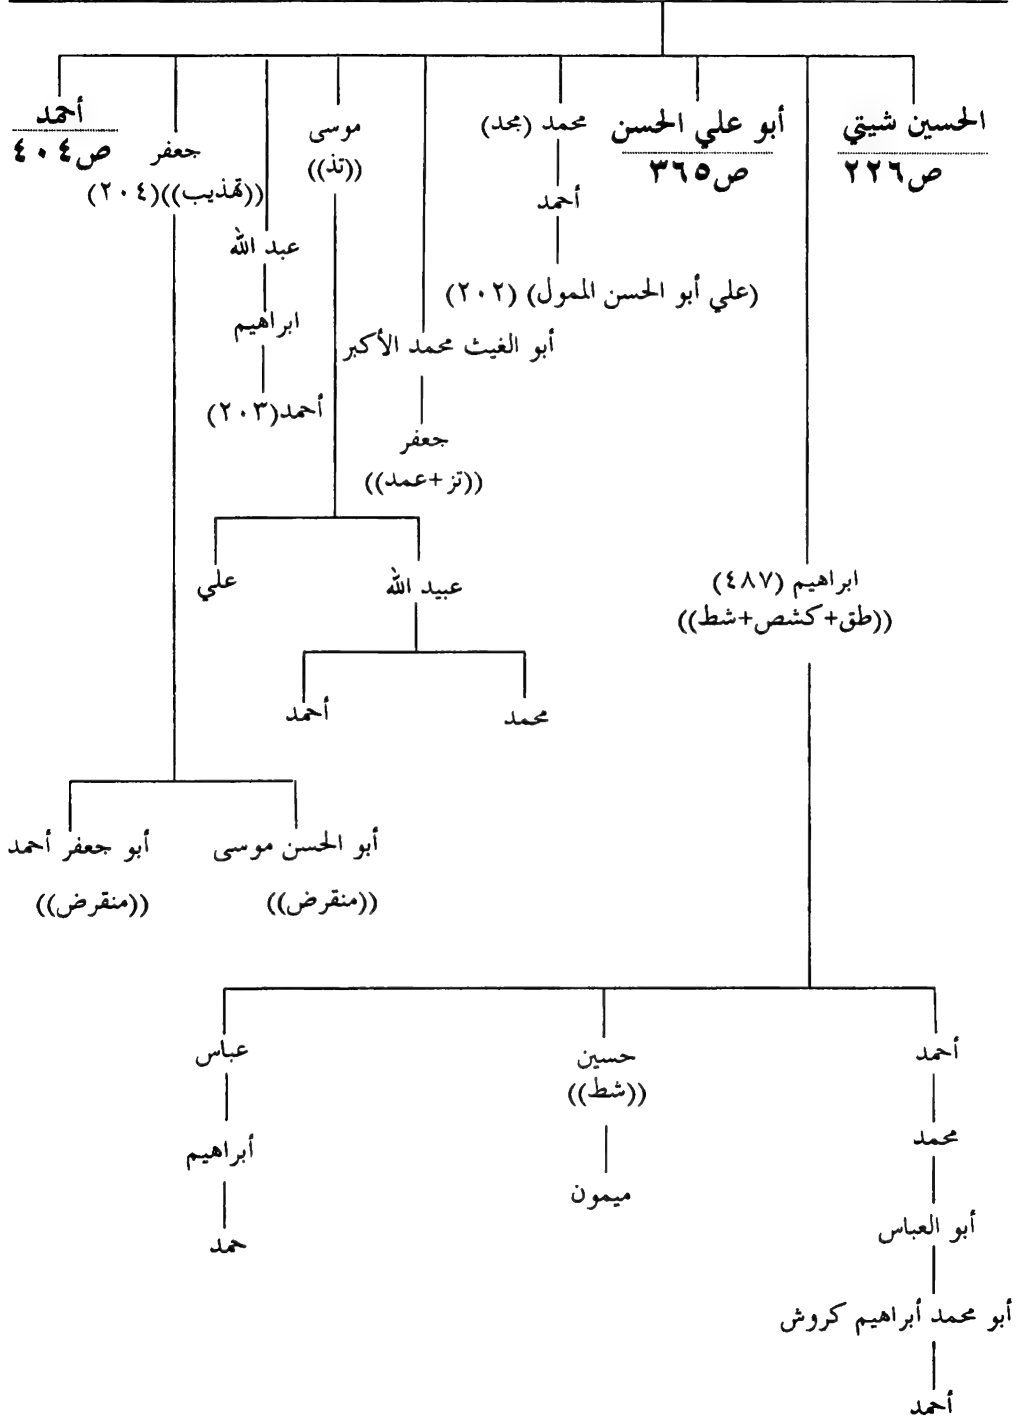 الحسين شيتي
ص٢٢٦
أبو علي الحسن
ص٣٦٥
محمد (مجد)
أحمد
(علي أبو الحسن الممول) (٢٠٢)
أبو الغيث محمد الأكبر
جعفر
((تز+عمد))
موسى
((تذ))
عبد الله
ابراهيم
أحمد(٢٠٣)
جعفر
((تهذيب))(٢٠٤)
أحمد
ص٤٠٤
علي
عبيد الله
محمد
أحمد
ابراهيم (٤٨٧)
((طق+كشص+شط))
أبو الحسن موسى
((منقرض))
أبو جعفر أحمد
((منقرض))
أحمد
محمد
أبو العباس
أبو محمد أبراهيم كروش
أحمد
حسين
((شط))
ميمون
عباس
أبراهيم
حمد